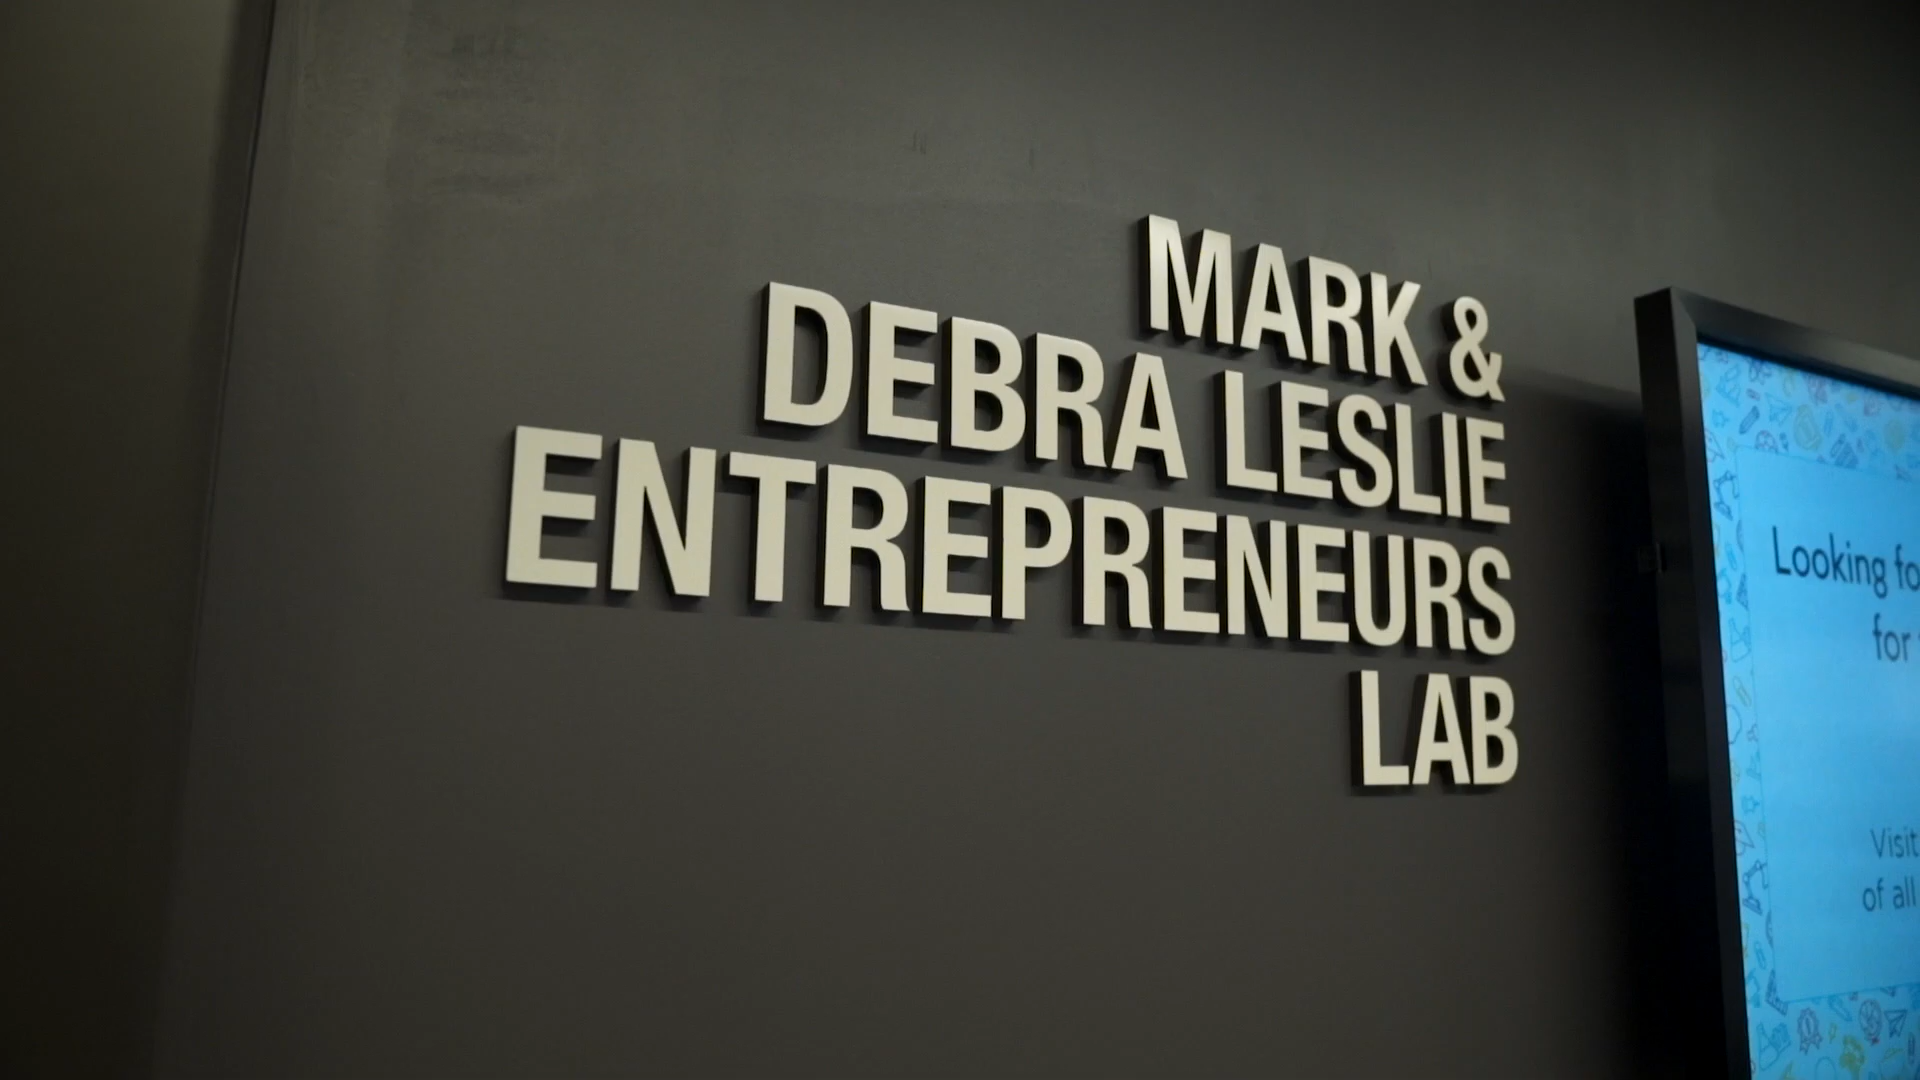 MARK &
DEBRA LESLIE
ENTREPRENEURS
LAB
Looking fo
for
Visit
of all